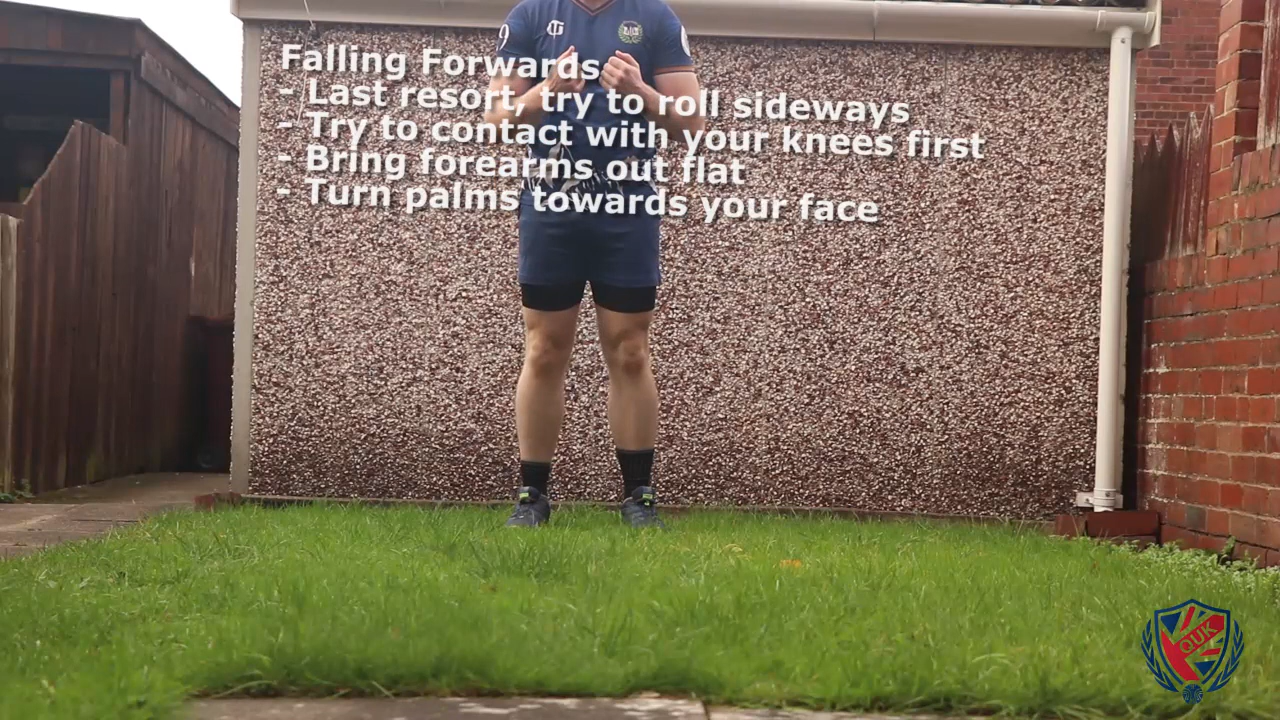 Falling Forwards
- Last resort, try to roll sideways
- Try to contact with your knees first
- Bring forearms out flat
- Turn palms towards your face
QUK